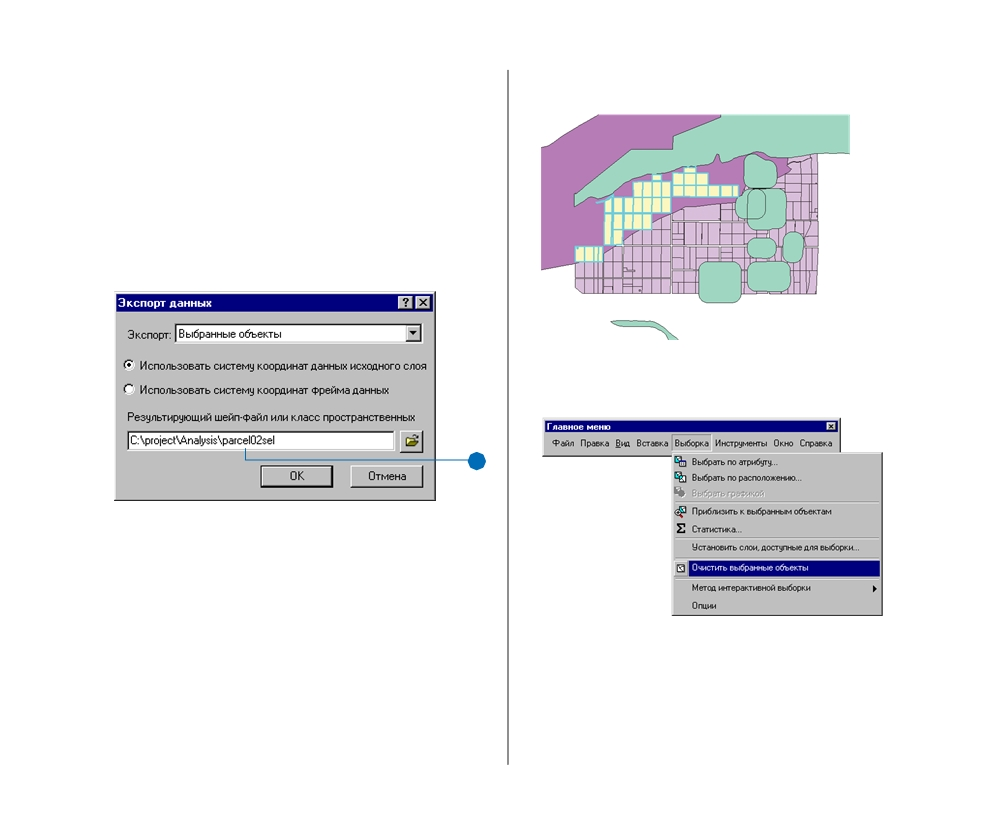 Экспорт данных
Экспорт: Выбранные объекты
Использовать систему координат данных исходного слоя
Использовать систему координат фрейма данных
Результирующий шейп-файл или класс пространственных
C:\project\Analysis\parcel02sel
OK Отмена
Главное меню
Файл Правка Вид Вставка Выборка Инструменты Окно Справка
Выбрать по атрибуту...
Выбрать по расположению...
Выбрать графикой
Приблизить к выбранным объектам
Статистика...
Установить слои, доступные для выборки...
Очистить выбранные объекты
Метод интерактивной выборки
Опции